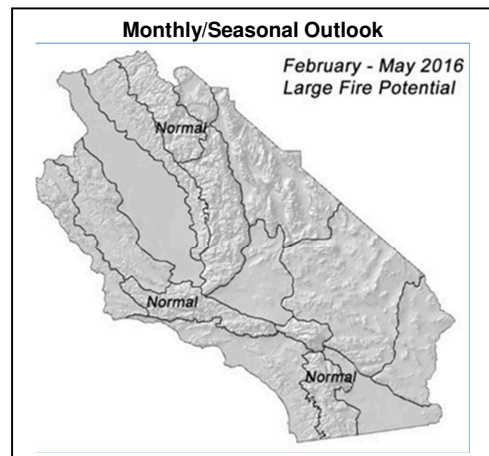 Monthly/Seasonal Outlook
February - May 2016
Large Fire Potential
Normal
Normal
Normal